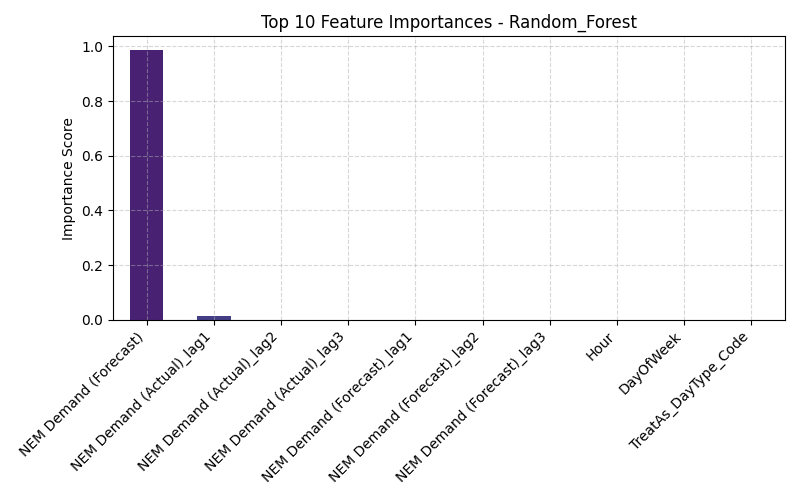 Top 10 Feature Importances - Random_Forest
Importance Score
1.0
0.8
0.6
0.4
0.2
0.0
NEM Demand (Forecast)
NEM Demand (Actual)_lag1
NEM Demand (Actual)_lag2
NEM Demand (Actual)_lag3
NEM Demand (Forecast)_lag1
NEM Demand (Forecast)_lag2
NEM Demand (Forecast)_lag3
Hour
DayOfWeek
TreatAs_DayType_Code